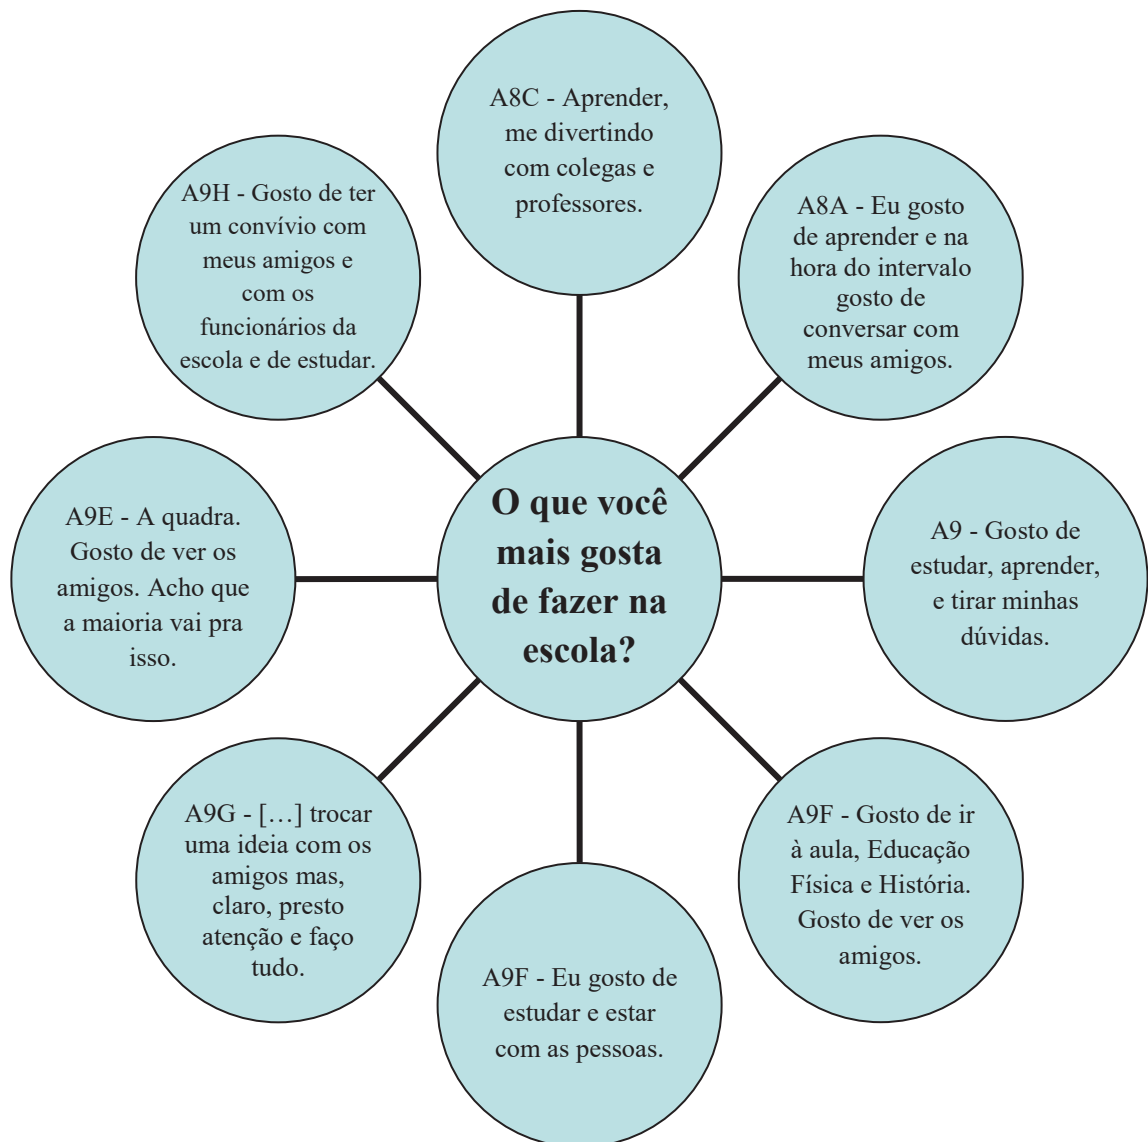 A8C - Aprender,
me divertindo
com colegas e
professores.
A8A - Eu gosto
de aprender e na
hora do intervalo
gosto de
conversar com
meus amigos.
A9 - Gosto de
estudar, aprender,
e tirar minhas
dúvidas.
A9F - Gosto de ir
à aula, Educação
Física e História.
Gosto de ver os
amigos.
A9F - Eu gosto de
estudar e estar
com as pessoas.
A9G - […] trocar
uma ideia com os
amigos mas,
claro, presto
atenção e faço
tudo.
A9E - A quadra.
Gosto de ver os
amigos. Acho que
a maioria vai pra
isso.
A9H - Gosto de ter
um convívio com
meus amigos e
com os
funcionários da
escola e de estudar.
O que você
mais gosta
de fazer na
escola?